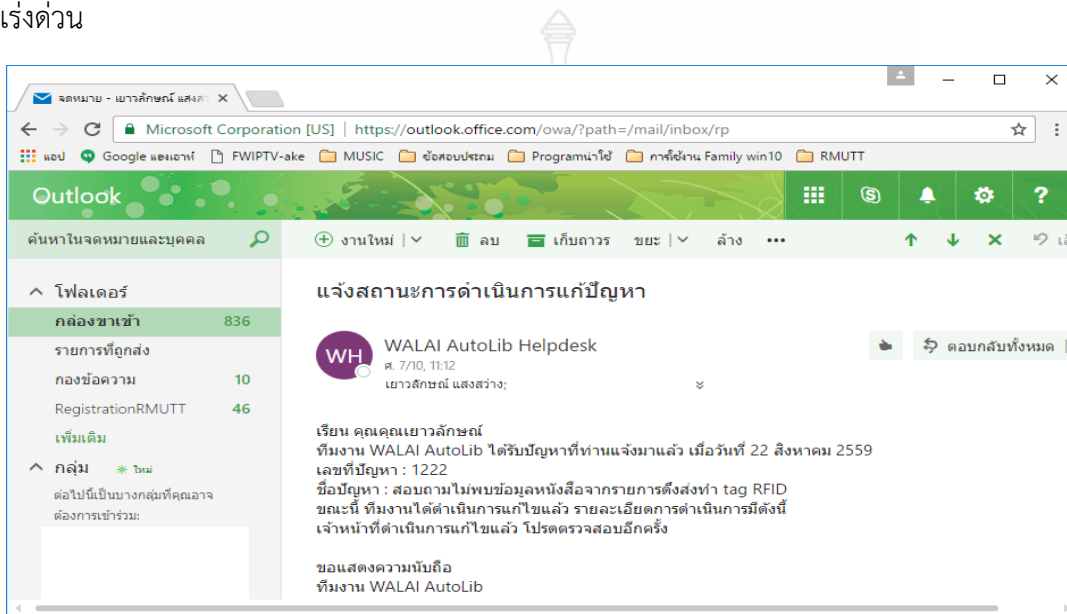 เร่งด่วน
จดหมาย - เยาวลักษณ์ แสงส
Microsoft Corporation [US] | https://outlook.office.com/owa/?path=/mail/inbox/rp
แอป Google แฮงเอาท์ FWIPTV-ake MUSIC ข้อสอบประถม Programน่าใช้ การใช้งาน Family win10 RMUTT
Outlook
?
ค้นหาในจดหมายและบุคคล
งานใหม่ | ลบ เก็บถาวร ขยะ | ล้าง •••
โฟลเดอร์
กล่องขาเข้า 836
รายการที่ถูกส่ง
กองข้อความ 10
RegistrationRMUTT 46
เพิ่มเติม
กลุ่ม ใหม่
ต่อไปนี้เป็นบางกลุ่มที่คุณอาจ
ต้องการเข้าร่วม:
แจ้งสถานะการดำเนินการแก้ปัญหา
WH
WALAI AutoLib Helpdesk
ศ. 7/10, 11:12
เยาวลักษณ์ แสงสว่าง;
ตอบกลับทั้งหมด |
เรียน คุณคุณเยาวลักษณ์
ทีมงาน WALAI AutoLib ได้รับปัญหาที่ท่านแจ้งมาแล้ว เมื่อวันที่ 22 สิงหาคม 2559
เลขที่ปัญหา : 1222
ชื่อปัญหา : สอบถามไม่พบข้อมูลหนังสือจากรายการดึงส่งทำ tag RFID
ขณะนี้ ทีมงานได้ดำเนินการแก้ไขแล้ว รายละเอียดการดำเนินการมีดังนี้
เจ้าหน้าที่ดำเนินการแก้ไขแล้ว โปรดตรวจสอบอีกครั้ง
ขอแสดงความนับถือ
ทีมงาน WALAI AutoLib